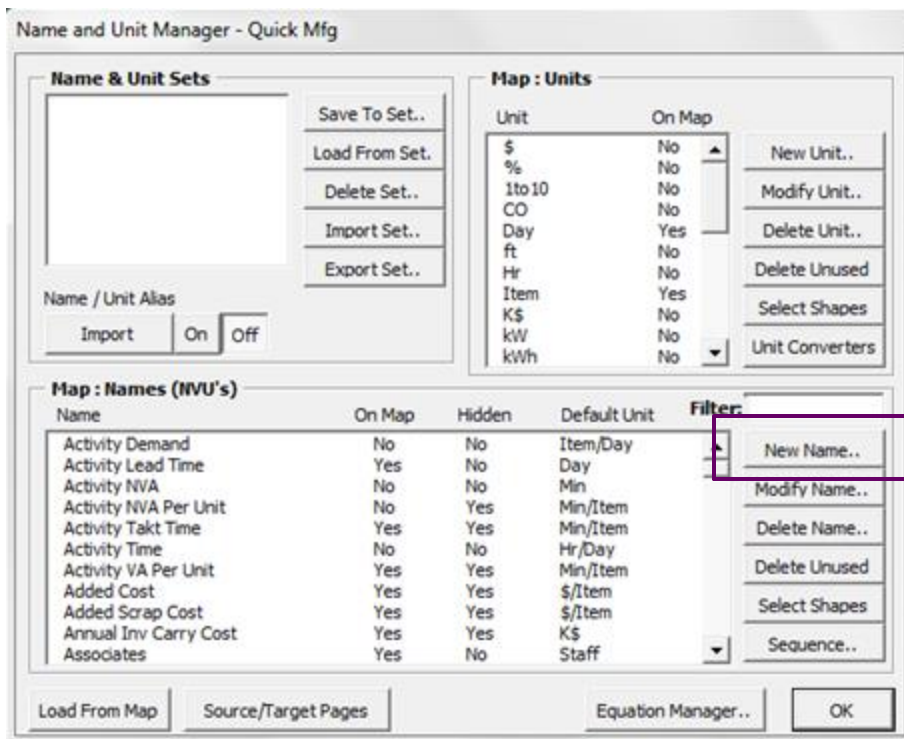 Name and Unit Manager - Quick Mfg
Name & Unit Sets
Save To Set..
Load From Set.
Delete Set..
Import Set..
Export Set..
Name / Unit Alias
Import On Off
Map : Units
Unit On Map
$ No
% No
1to10 No
CO No
Day Yes
ft No
Hr No
Item Yes
K$ No
kW No
kWh No
New Unit..
Modify Unit..
Delete Unit..
Delete Unused
Select Shapes
Unit Converters
Map : Names (NVU's)
Filter:
Name On Map Hidden Default Unit
Activity Demand No No Item/Day
Activity Lead Time Yes No Day
Activity NVA No No Min
Activity NVA Per Unit No Yes Min/Item
Activity Takt Time Yes Yes Min/Item
Activity Time No No Hr/Day
Activity VA Per Unit Yes Yes Min/Item
Added Cost Yes Yes $/Item
Added Scrap Cost Yes Yes $/Item
Annual Inv Carry Cost Yes Yes K$
Associates Yes No Staff
New Name..
Modify Name..
Delete Name..
Delete Unused
Select Shapes
Sequence..
Load From Map Source/Target Pages Equation Manager.. OK